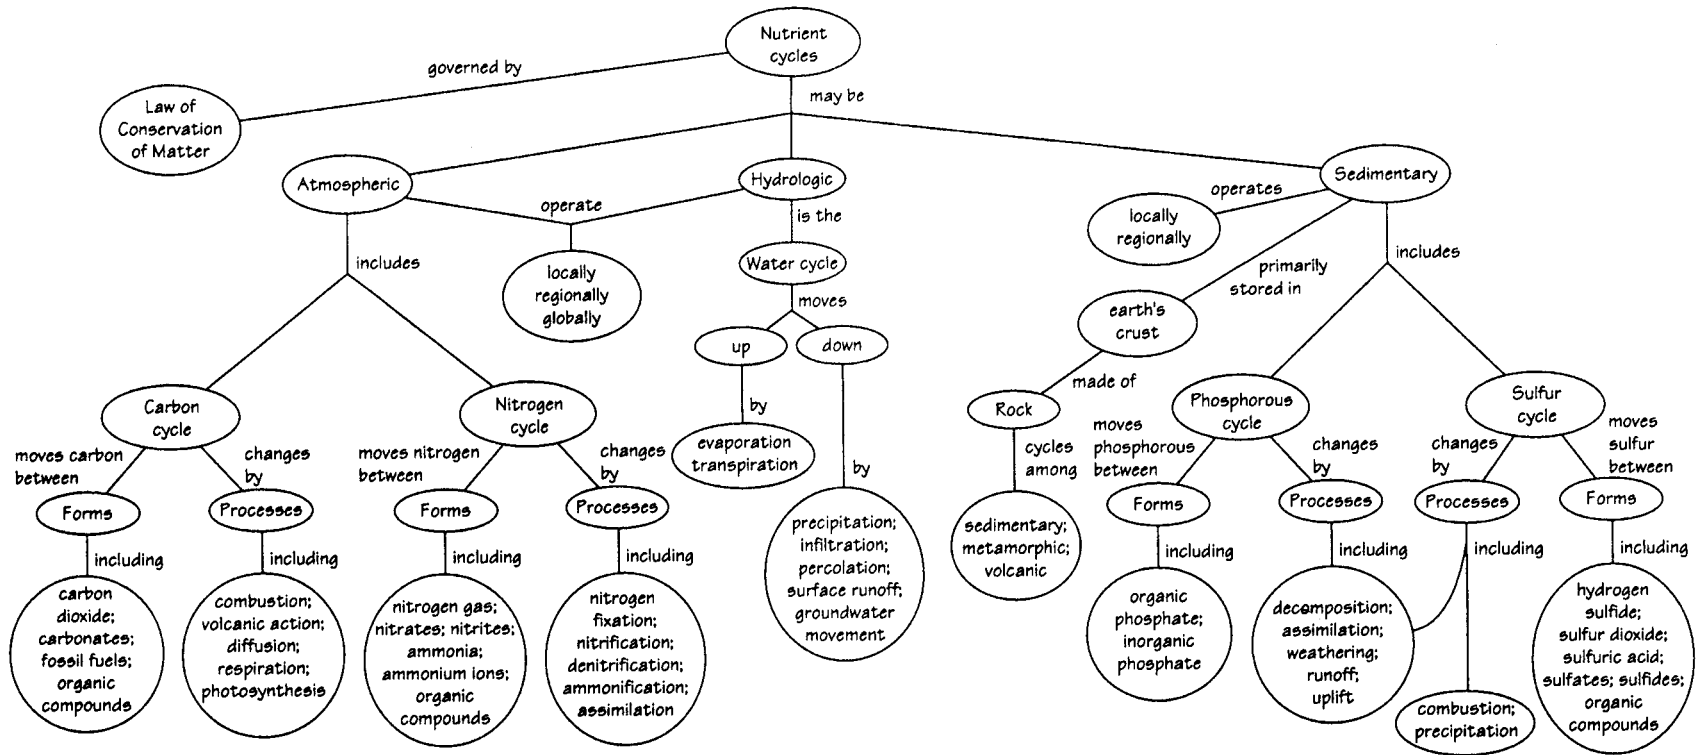 Nutrient
cycles
governed by
may be
Law of
Conservation
of Matter
Atmospheric
Hydrologic
Sedimentary
operate
is the
operates
locally
regionally
includes
locally
regionally
globally
Water cycle
moves
primarily
stored in
includes
earth's
crust
up
down
made of
by
Carbon
cycle
Nitrogen
cycle
evaporation
transpiration
by
Rock
cycles
among
Phosphorous
cycle
Sulfur
cycle
moves carbon
between
changes
by
moves nitrogen
between
changes
by
moves
phosphorous
between
changes
by
changes
by
moves
sulfur
between
Forms
Processes
Forms
Processes
Forms
Processes
Processes
Forms
including
including
including
including
including
including
including
including
carbon
dioxide;
carbonates;
fossil fuels;
organic
compounds
combustion;
volcanic action;
diffusion;
respiration;
photosynthesis
nitrogen gas;
nitrates; nitrites;
ammonia;
ammonium ions;
organic
compounds
nitrogen
fixation;
nitrification;
denitrification;
ammonification;
assimilation
precipitation;
infiltration;
percolation;
surface runoff;
groundwater
movement
sedimentary;
metamorphic;
volcanic
organic
phosphate;
inorganic
phosphate
decomposition;
assimilation;
weathering;
runoff;
uplift
combustion;
precipitation
hydrogen
sulfide;
sulfur dioxide;
sulfuric acid;
sulfates; sulfides;
organic
compounds